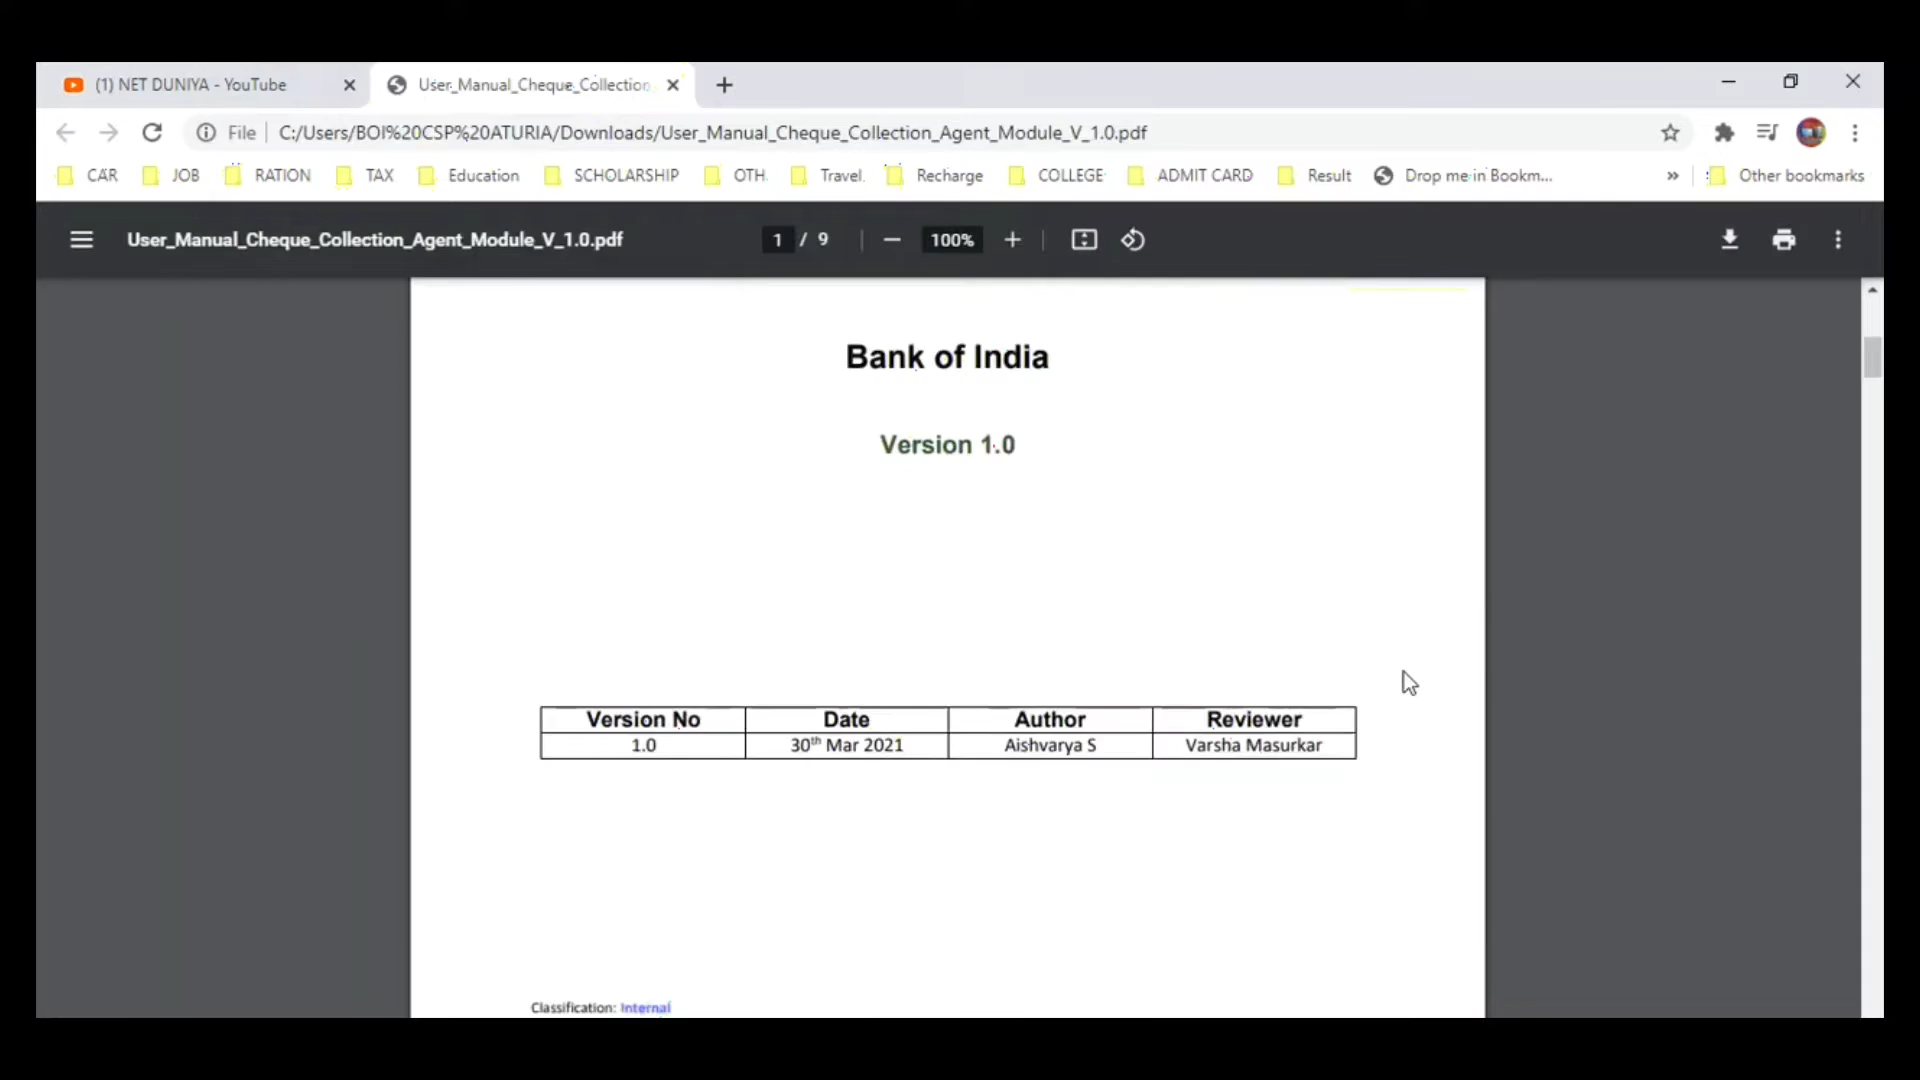 (1) NET DUNIYA - YouTube
User_Manual_Cheque_Collection
File
C:/Users/BOI%20CSP%20ATURIA/Downloads/User_Manual_Cheque_Collection_Agent_Module_V_1.0.pdf
CAR JOB RATION TAX Education SCHOLARSHIP OTH Travel Recharge COLLEGE ADMIT CARD Result Drop me in Bookm... » Other bookmarks
User_Manual_Cheque_Collection_Agent_Module_V_1.0.pdf 1 / 9 100%
Bank of India
Version 1.0
Version No Date Author Reviewer
1.0 30th Mar 2021 Aishvarya S Varsha Masurkar
Classification: Internal